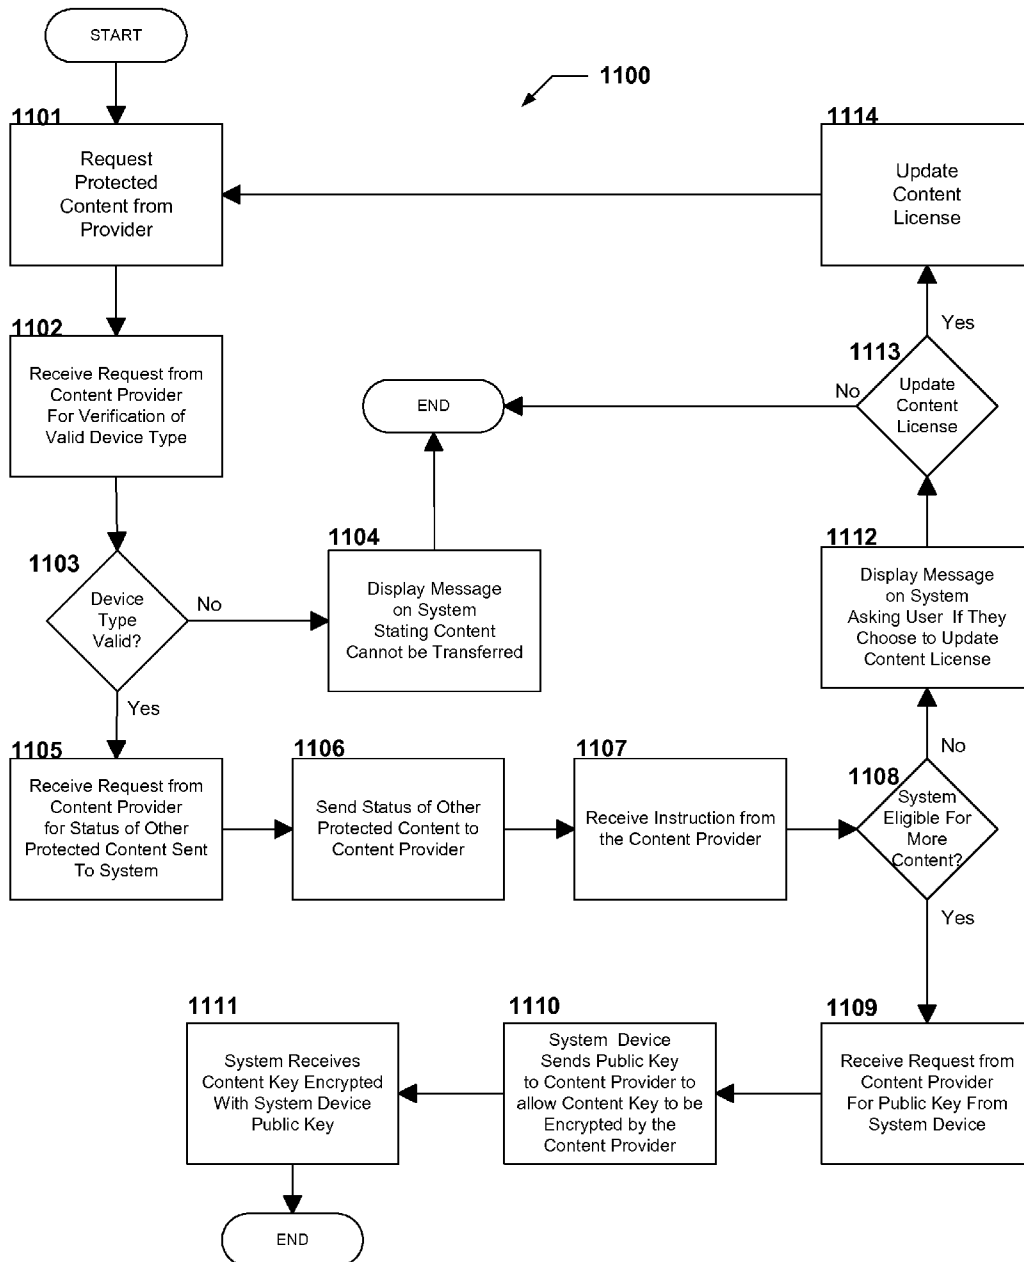 START
1100
1101
Request
Protected
Content from
Provider
1114
Update
Content
License
1102
Receive Request from
Content Provider
For Verification of
Valid Device Type
Yes
1113
Update
Content
License
No
END
1103
Device
Type
Valid?
No
1104
Display Message
on System
Stating Content
Cannot be Transferred
1112
Display Message
on System
Asking User If They
Choose to Update
Content License
Yes
No
1105
Receive Request from
Content Provider
for Status of Other
Protected Content Sent
To System
1106
Send Status of Other
Protected Content to
Content Provider
1107
Receive Instruction from
the Content Provider
1108
System
Eligible For
More
Content?
Yes
1111
System Receives
Content Key Encrypted
With System Device
Public Key
1110
System Device
Sends Public Key
to Content Provider to
allow Content Key to be
Encrypted by the
Content Provider
1109
Receive Request from
Content Provider
For Public Key From
System Device
END